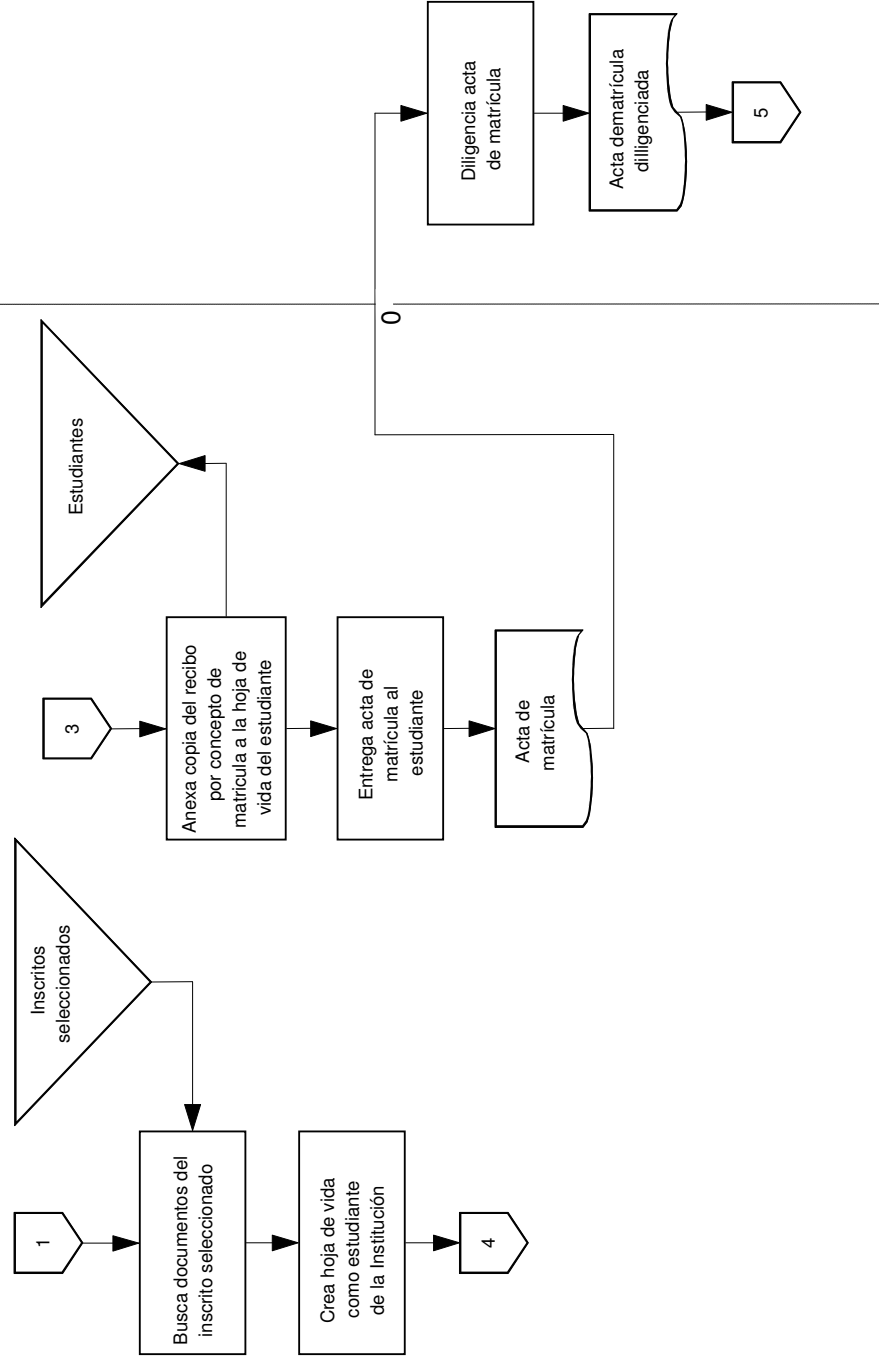 1
Inscritos
seleccionados
Busca documentos del
inscrito seleccionado
Crea hoja de vida
como estudiante
de la Institución
4
3
Estudiantes
Anexa copia del recibo
por concepto de
matricula a la hoja de
vida del estudiante
Entrega acta de
matrícula al
estudiante
Acta de
matrícula
0
Diligencia acta
de matrícula
Acta dematrícula
dilligenciada
5